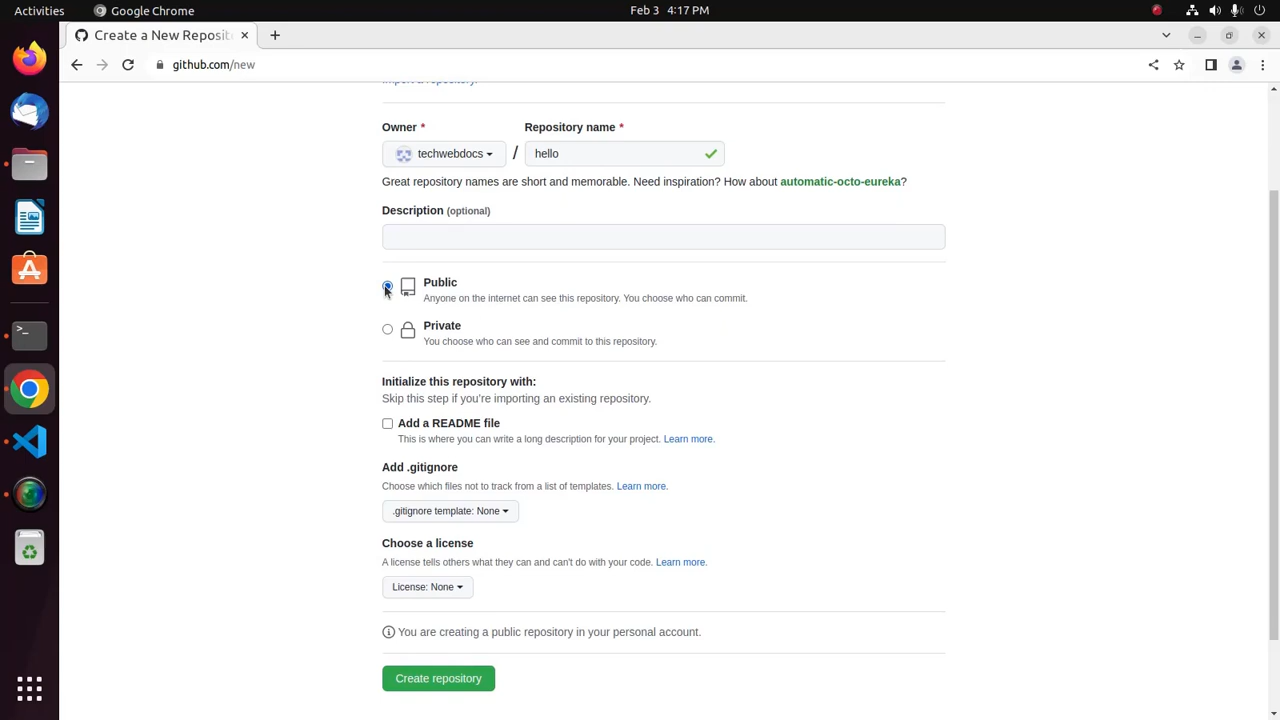 Activities
Google Chrome
Feb 3 4:17 PM
Create a New Reposit
github.com/new
Import a repository.
Owner *
Repository name *
techwebdocs
/
hello
Great repository names are short and memorable. Need inspiration? How about automatic-octo-eureka?
Description (optional)
Public
Anyone on the internet can see this repository. You choose who can commit.
Private
You choose who can see and commit to this repository.
Initialize this repository with:
Skip this step if you're importing an existing repository.
Add a README file
This is where you can write a long description for your project. Learn more.
Add .gitignore
Choose which files not to track from a list of templates. Learn more.
.gitignore template: None
Choose a license
A license tells others what they can and can't do with your code. Learn more.
License: None
You are creating a public repository in your personal account.
Create repository